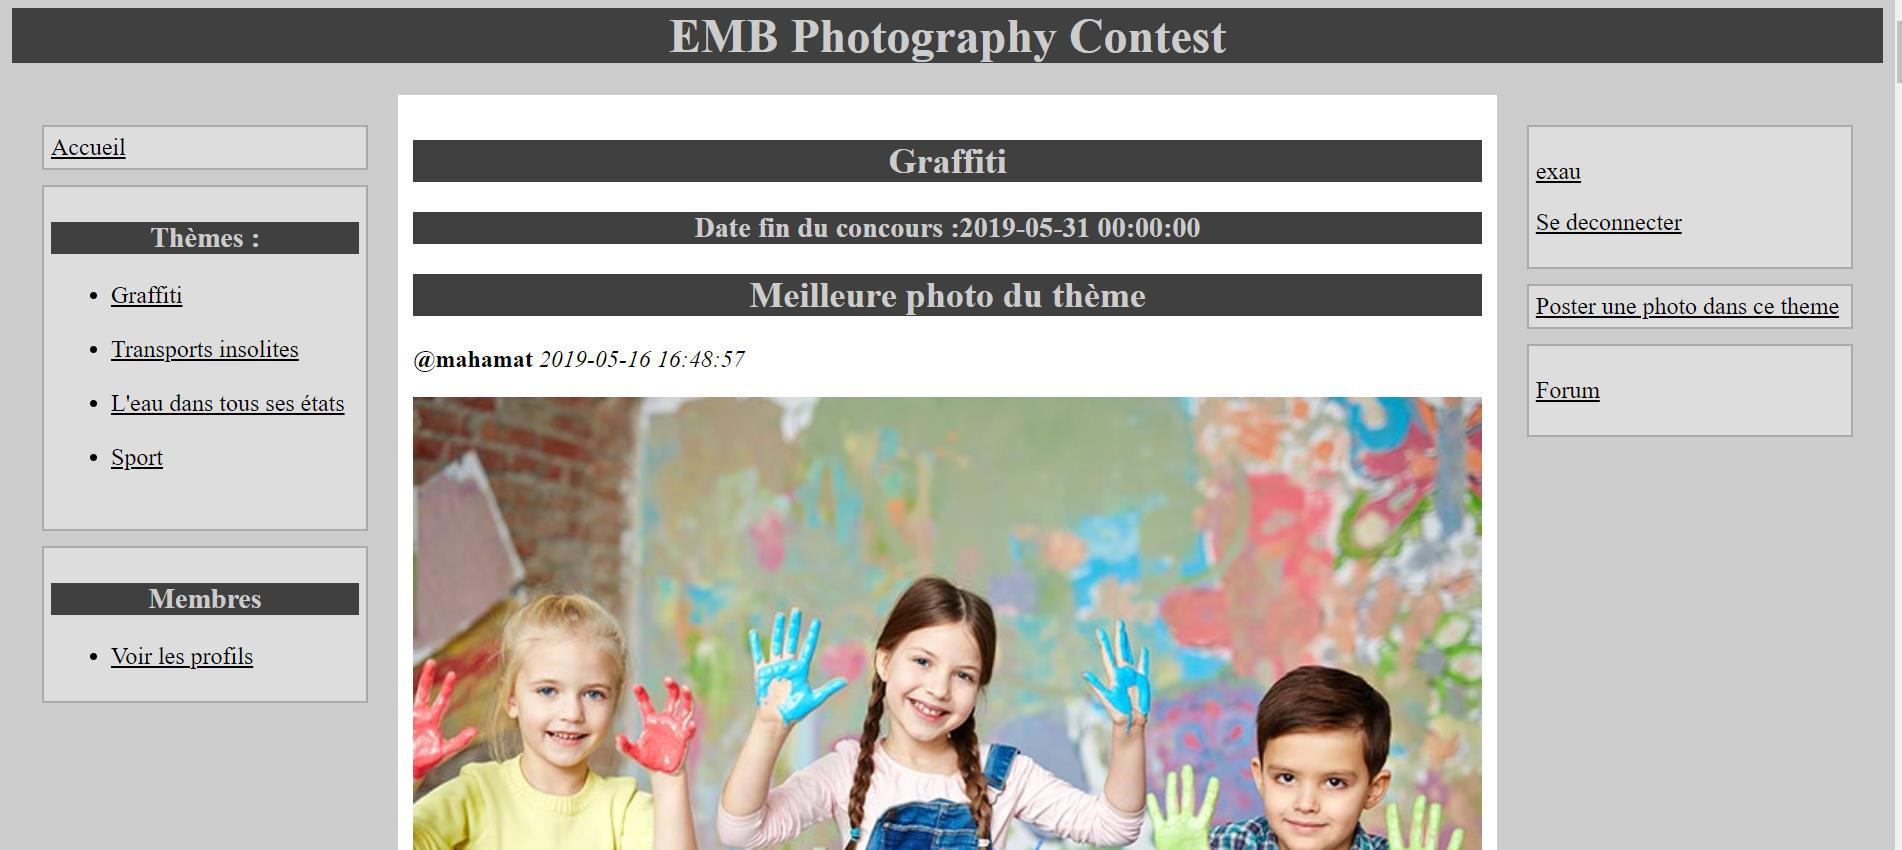 EMB Photography Contest
Accueil
Thèmes :
Graffiti
Transports insolites
L'eau dans tous ses états
Sport
Membres
Voir les profils
Graffiti
Date fin du concours :2019-05-31 00:00:00
Meilleure photo du thème
@mahamat 2019-05-16 16:48:57
exau
Se deconnecter
Poster une photo dans ce theme
Forum